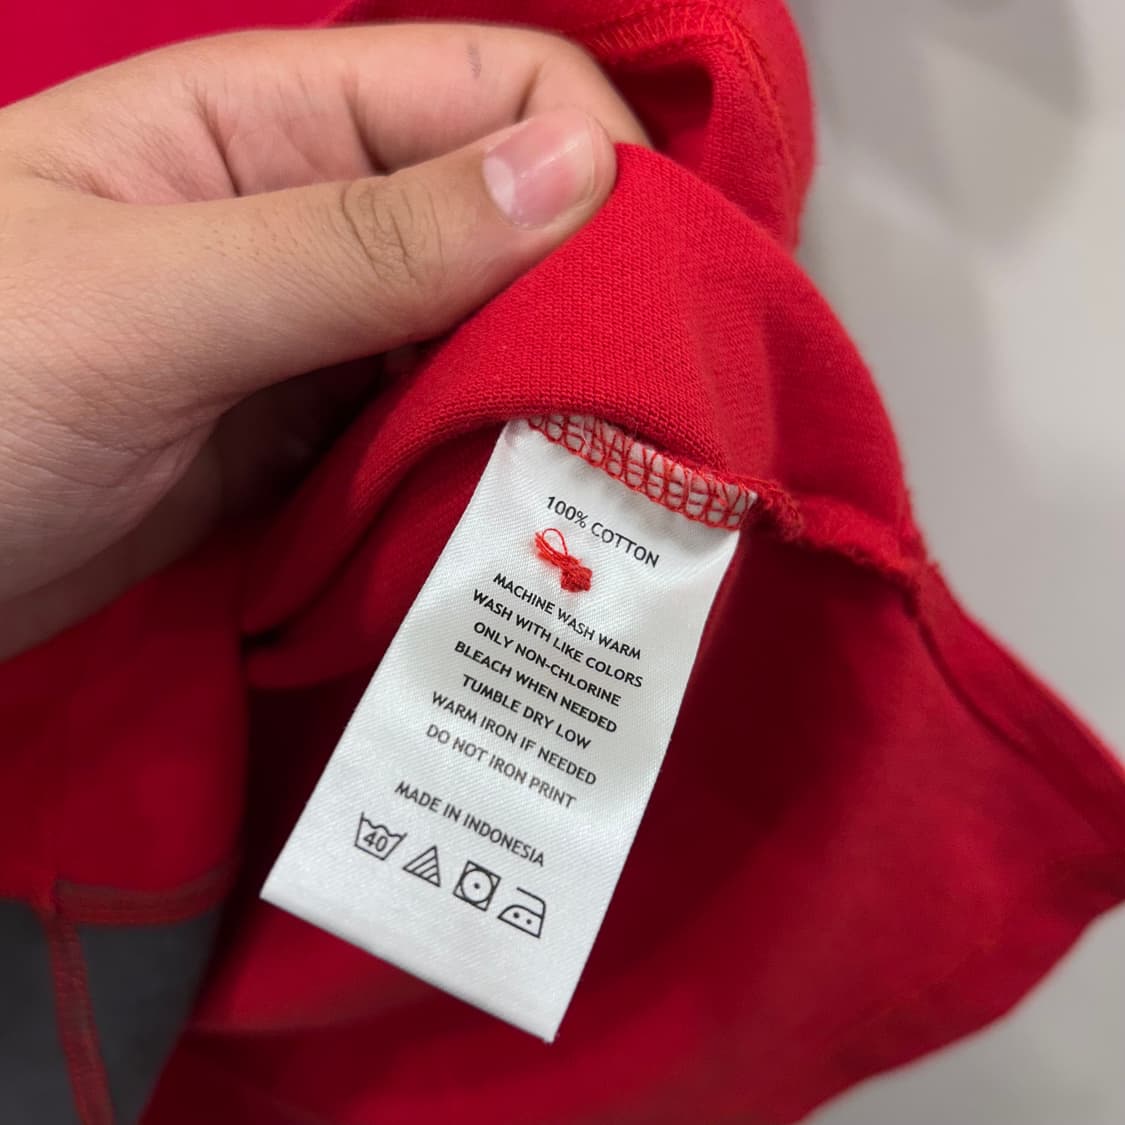 100% COTTON
MACHINE WASH WARM
WASH WITH LIKE COLORS
ONLY NON-CHLORINE
BLEACH WHEN NEEDED
TUMBLE DRY LOW
WARM IRON IF NEEDED
DO NOT IRON PRINT
MADE IN INDONESIA
40